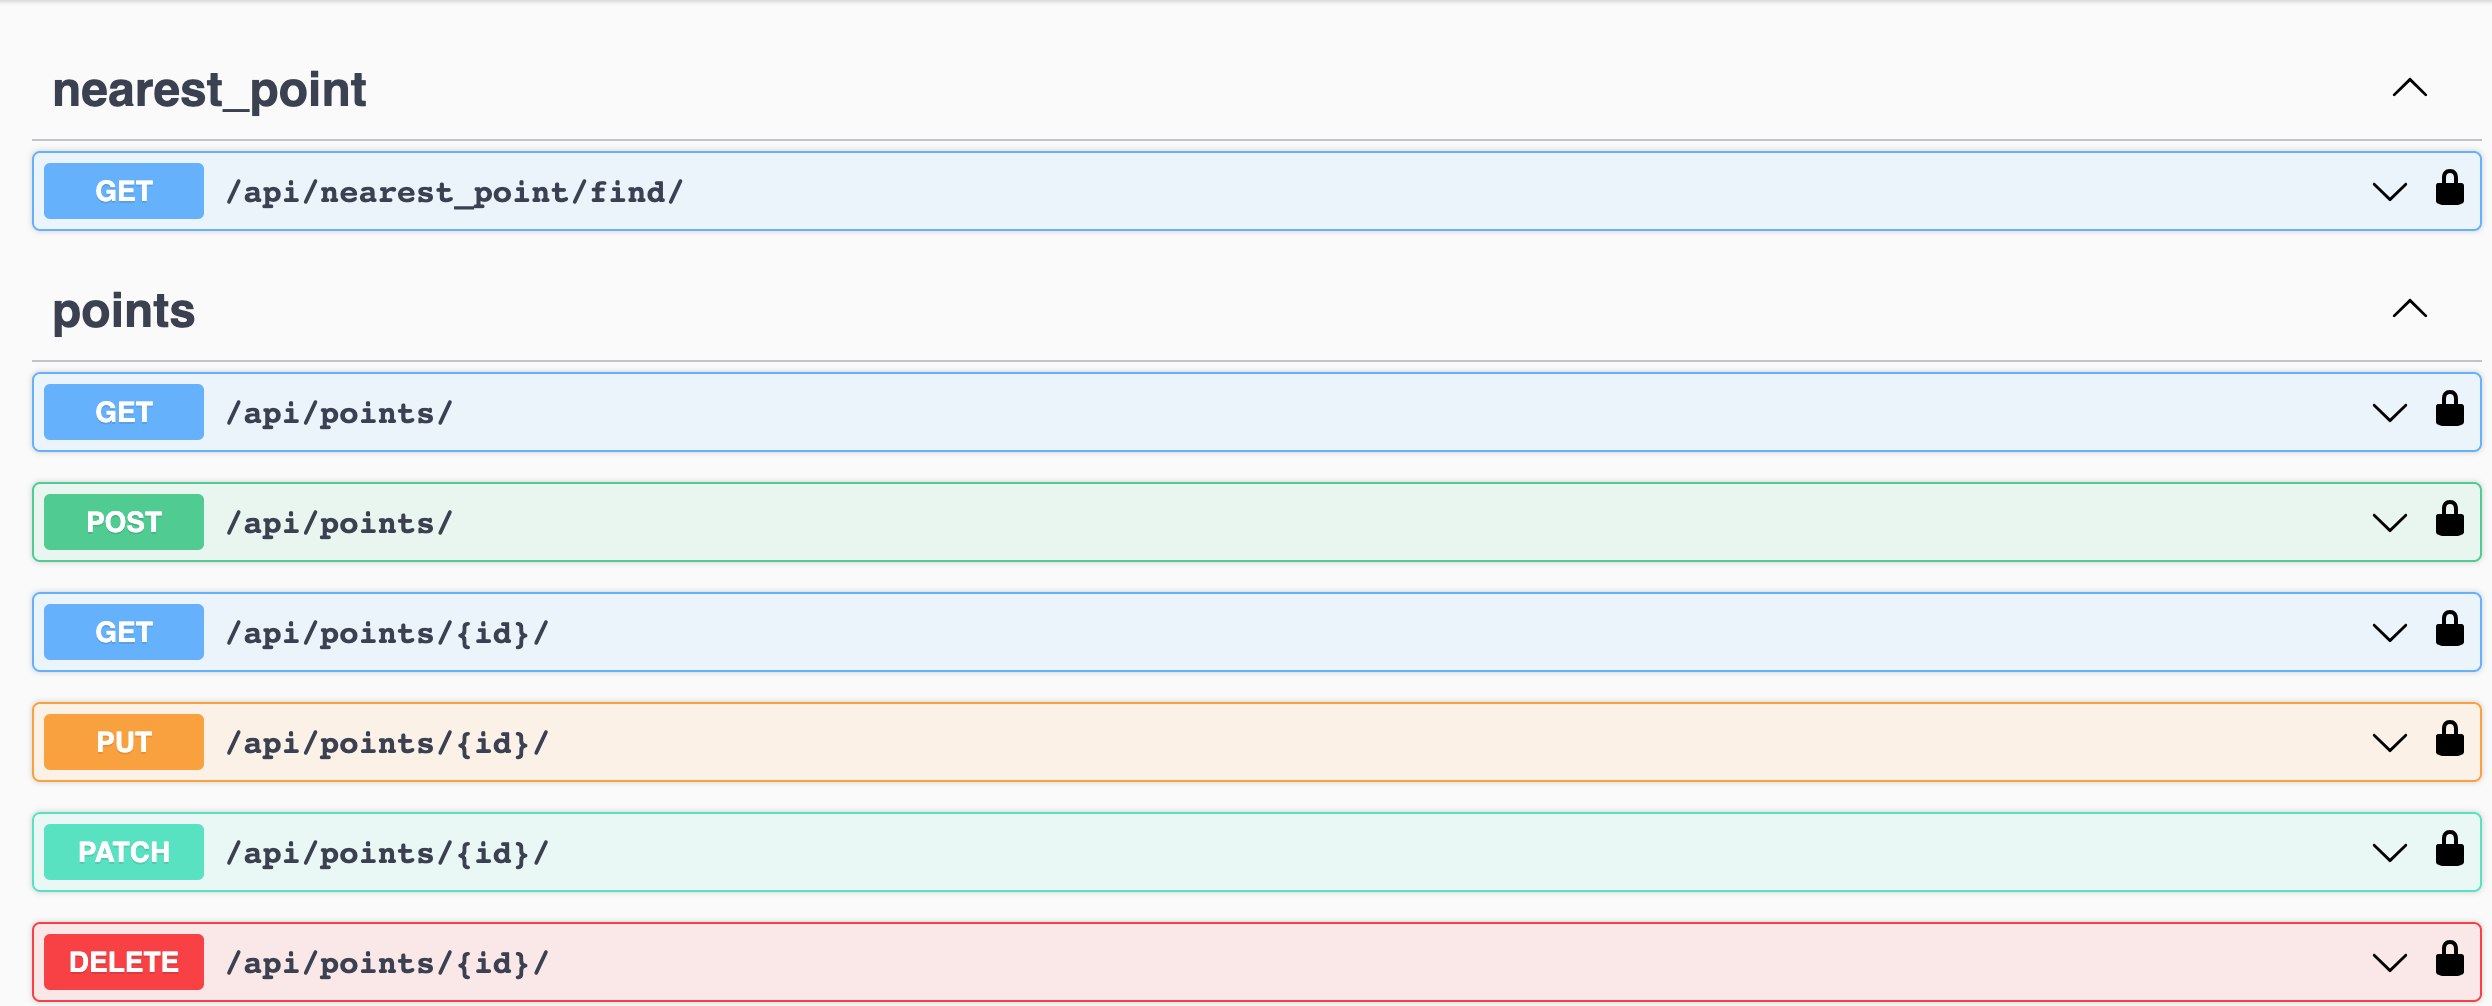 nearest_point
GET /api/nearest_point/find/
points
GET /api/points/
POST /api/points/
GET /api/points/{id}/
PUT /api/points/{id}/
PATCH /api/points/{id}/
DELETE /api/points/{id}/